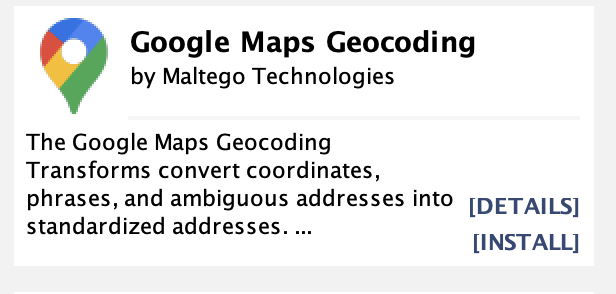 Google Maps Geocoding
by Maltego Technologies
The Google Maps Geocoding
Transforms convert coordinates,
phrases, and ambiguous addresses into
standardized addresses. ...
[DETAILS]
[INSTALL]